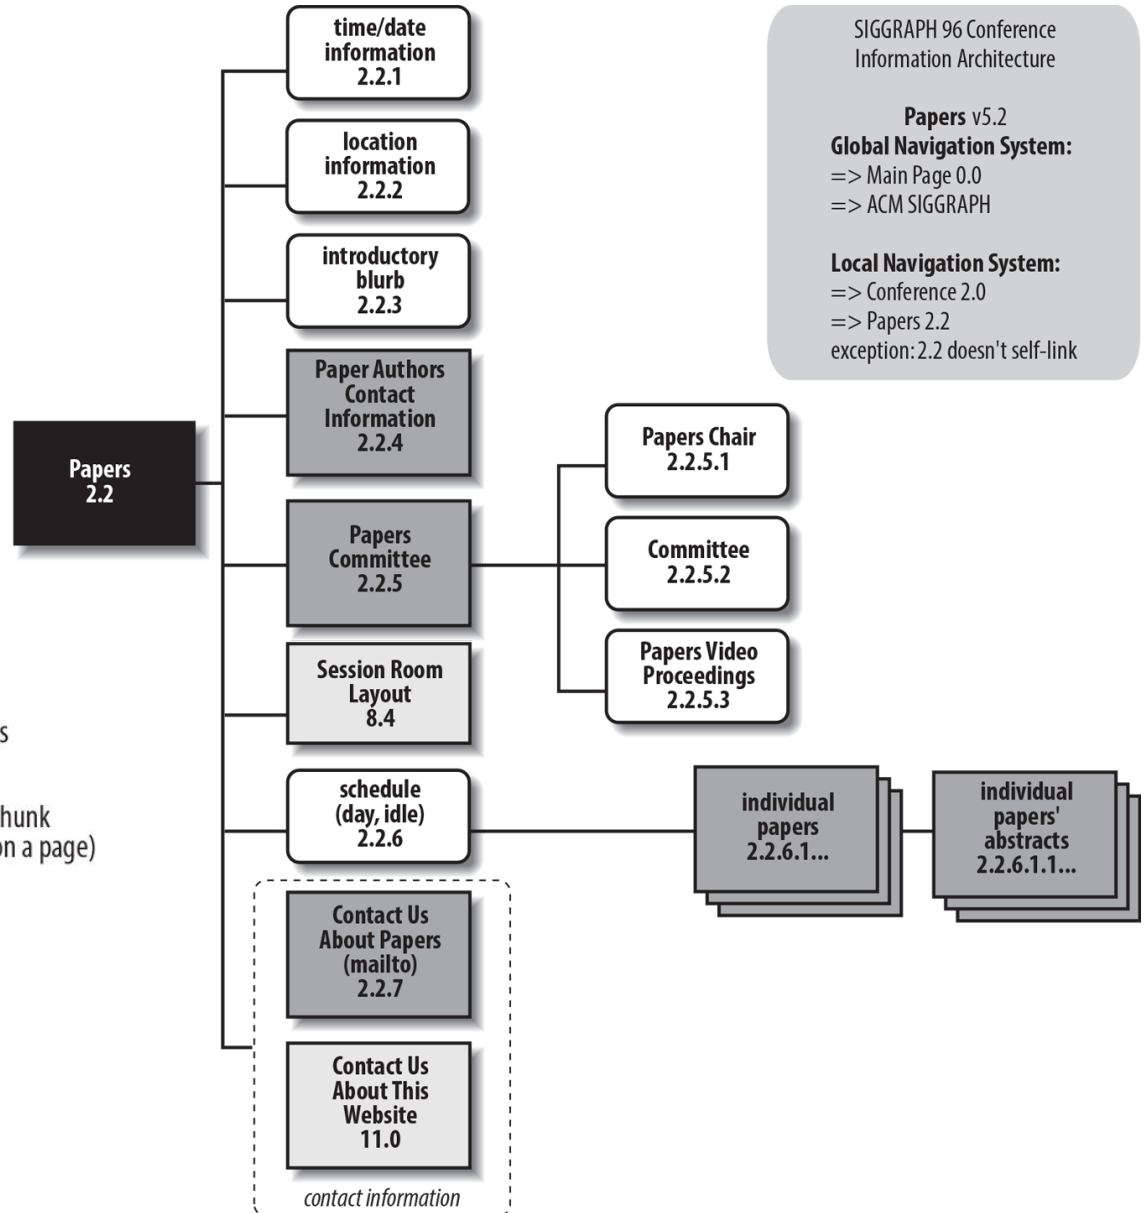 time/date
information
2.2.1
location
information
2.2.2
introductory
blurb
2.2.3
Paper Authors
Contact
Information
2.2.4
Papers
2.2
Papers
Committee
2.2.5
Session Room
Layout
8.4
schedule
(day, idle)
2.2.6
Contact Us
About Papers
(mailto)
2.2.7
Contact Us
About This
Website
11.0
contact information
Papers Chair
2.2.5.1
Committee
2.2.5.2
Papers Video
Proceedings
2.2.5.3
individual
papers
2.2.6.1...
individual
papers'
abstracts
2.2.6.1.1...
SIGGRAPH 96 Conference
Information Architecture
Papers v5.2
Global Navigation System:
=> Main Page 0.0
=> ACM SIGGRAPH
Local Navigation System:
=> Conference 2.0
=> Papers 2.2
exception: 2.2 doesn't self-link
s
hunk
on a page)